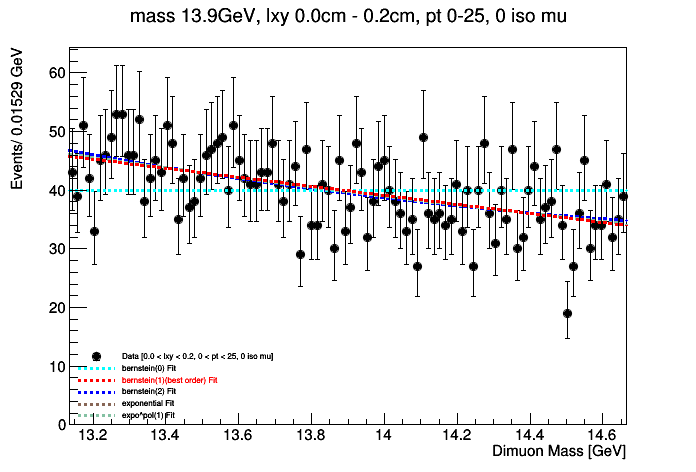 mass 13.9GeV, lxy 0.0cm - 0.2cm, pt 0-25, 0 iso mu
Events/ 0.01529 GeV
60
50
40
30
20
10
0
Data [0.0 < lxy < 0.2, 0 < pt < 25, 0 iso mu]
bernstein(0) Fit
bernstein(1)(best order) Fit
bernstein(2) Fit
exponential Fit
expo*pol(1) Fit
13.2 13.4 13.6 13.8 14 14.2 14.4 14.6
Dimuon Mass [GeV]